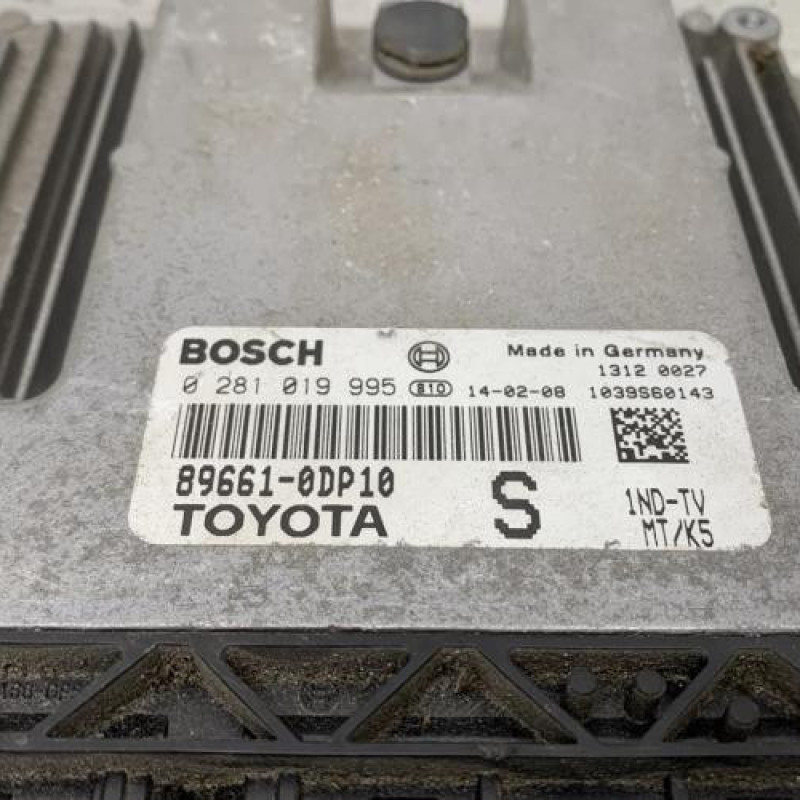 BOSCH Made in Germany
1312 0027
0 281 019 995 810 14-02-08 1039S60143
89661-0DP10 S 1ND-TV
TOYOTA MT/K5